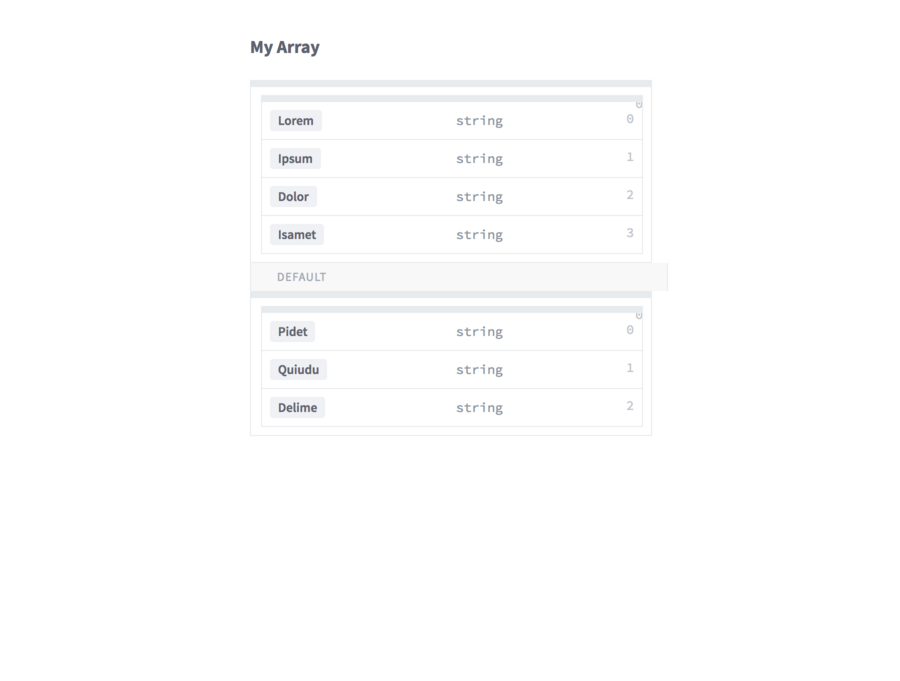 My Array
0
Lorem string 0
Ipsum string 1
Dolor string 2
Isamet string 3
DEFAULT
0
Pidet string 0
Quiudu string 1
Delime string 2